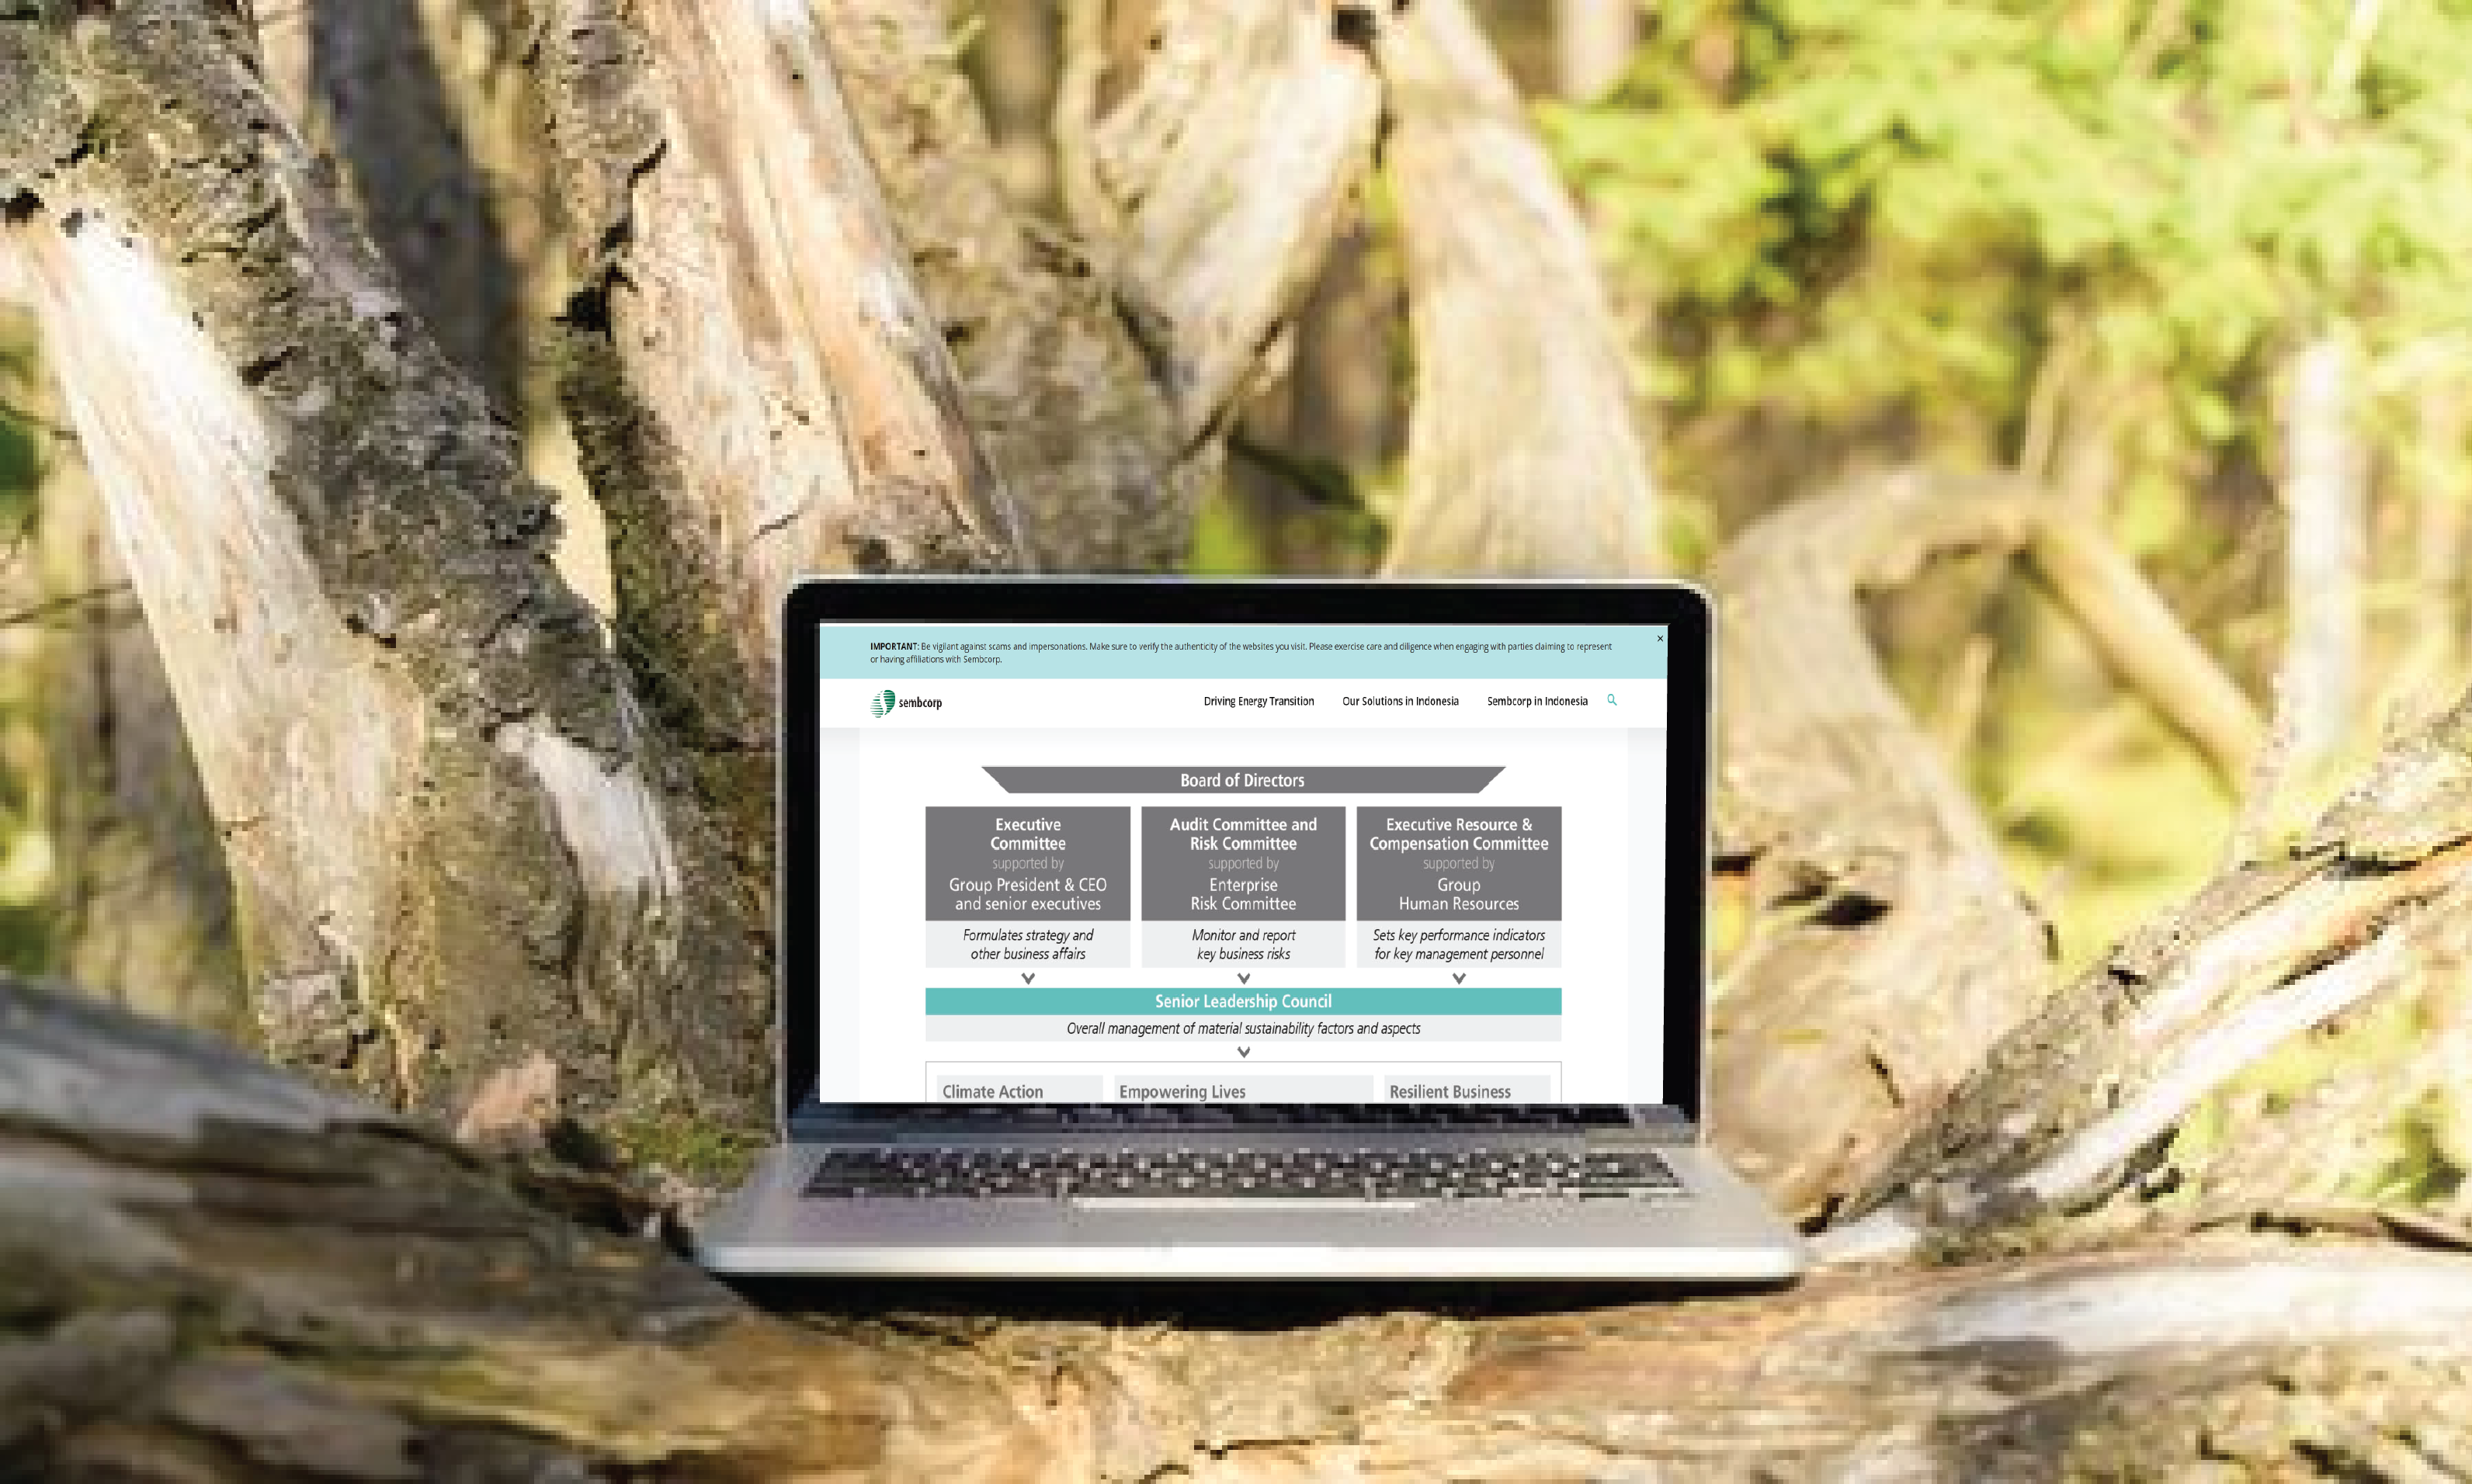 IMPORTANT: Be vigilant against scams and impersonations. Make sure to verify the authenticity of the websites you visit. Please exercise care and diligence when engaging with parties claiming to represent
or having affiliations with Sembcorp.
×
sembcorp
Driving Energy Transition
Our Solutions in Indonesia
Sembcorp in Indonesia
Board of Directors
Executive
Committee
supported by
Group President & CEO
and senior executives
Formulates strategy and
other business affairs
Audit Committee and
Risk Committee
supported by
Enterprise
Risk Committee
Monitor and report
key business risks
Executive Resource &
Compensation Committee
supported by
Group
Human Resources
Sets key performance indicators
for key management personnel
Senior Leadership Council
Overall management of material sustainability factors and aspects
Climate Action
Empowering Lives
Resilient Business